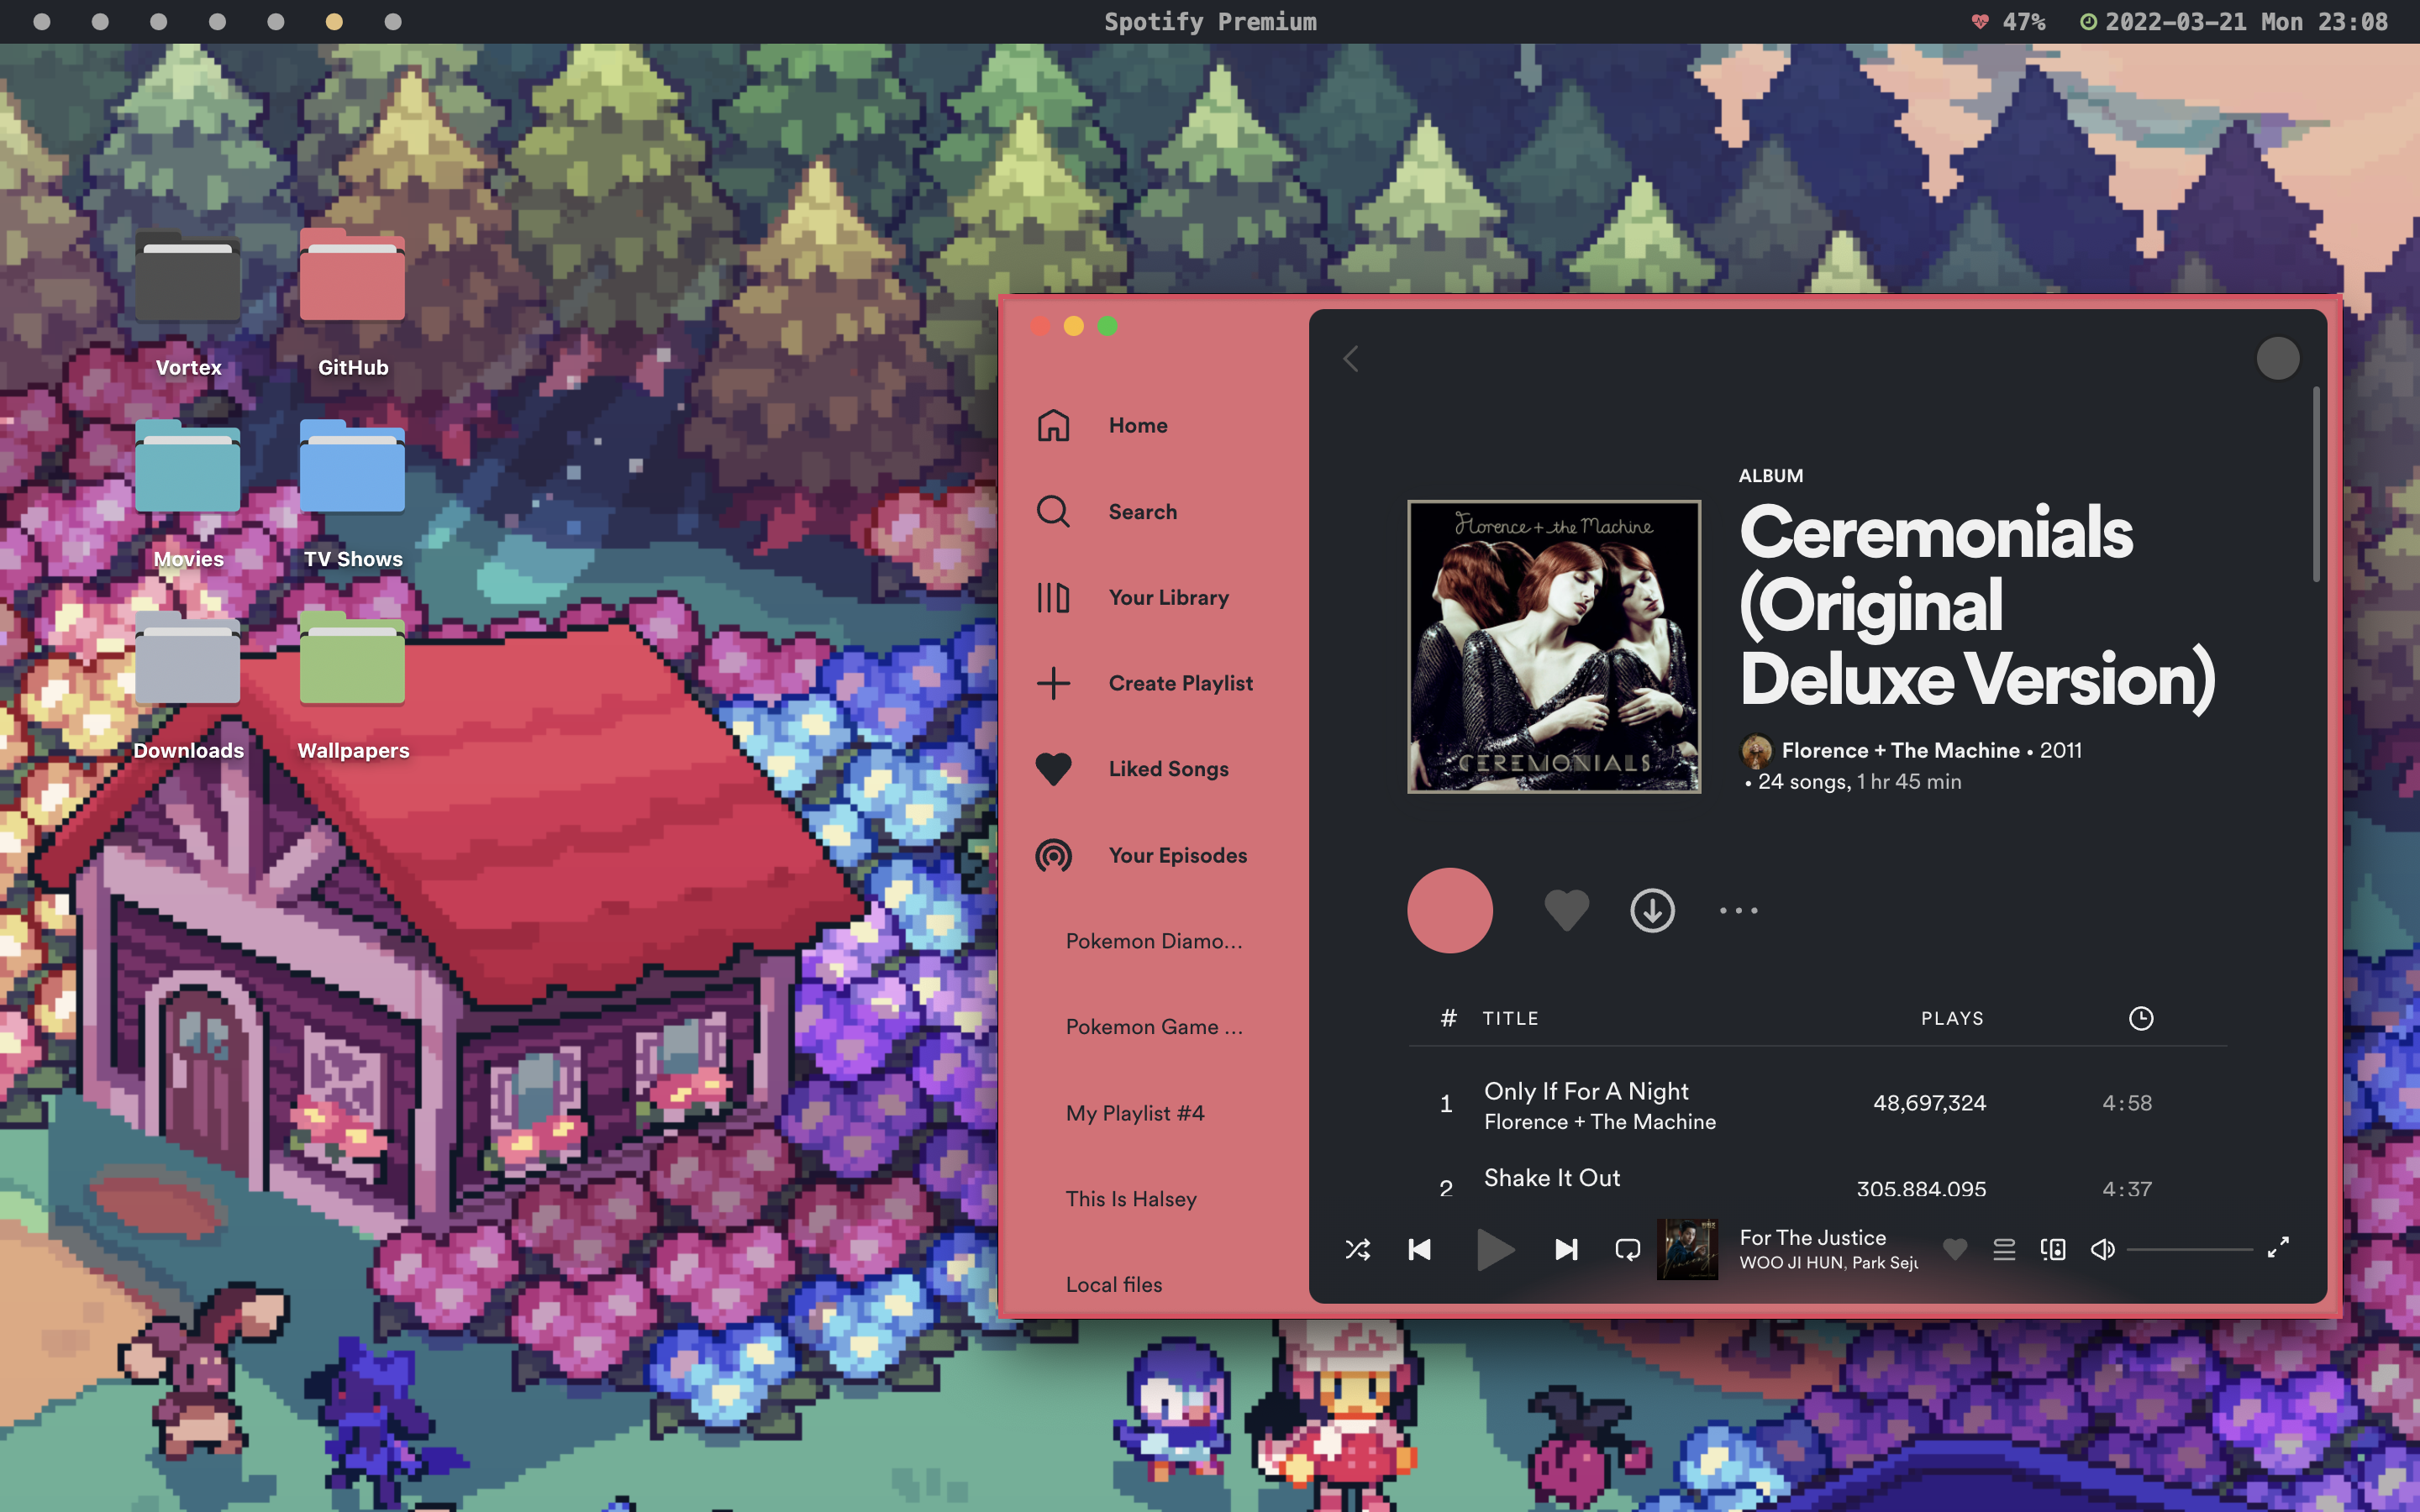 Spotify Premium
47%
2022-03-21 Mon 23:08
Vortex
GitHub
Movies
TV Shows
Downloads
Wallpapers
Home
Search
Your Library
Create Playlist
Liked Songs
Your Episodes
Pokemon Diamo...
Pokemon Game ...
My Playlist #4
This Is Halsey
Local files
Florence + the Machine
CEREMONIALS
ALBUM
Ceremonials
(Original
Deluxe Version)
Florence + The Machine • 2011
• 24 songs, 1 hr 45 min
# TITLE PLAYS
1 Only If For A Night 48,697,324 4:58
Florence + The Machine
2 Shake It Out 305,884,095 4:37
For The Justice
WOO JI HUN, Park Seju